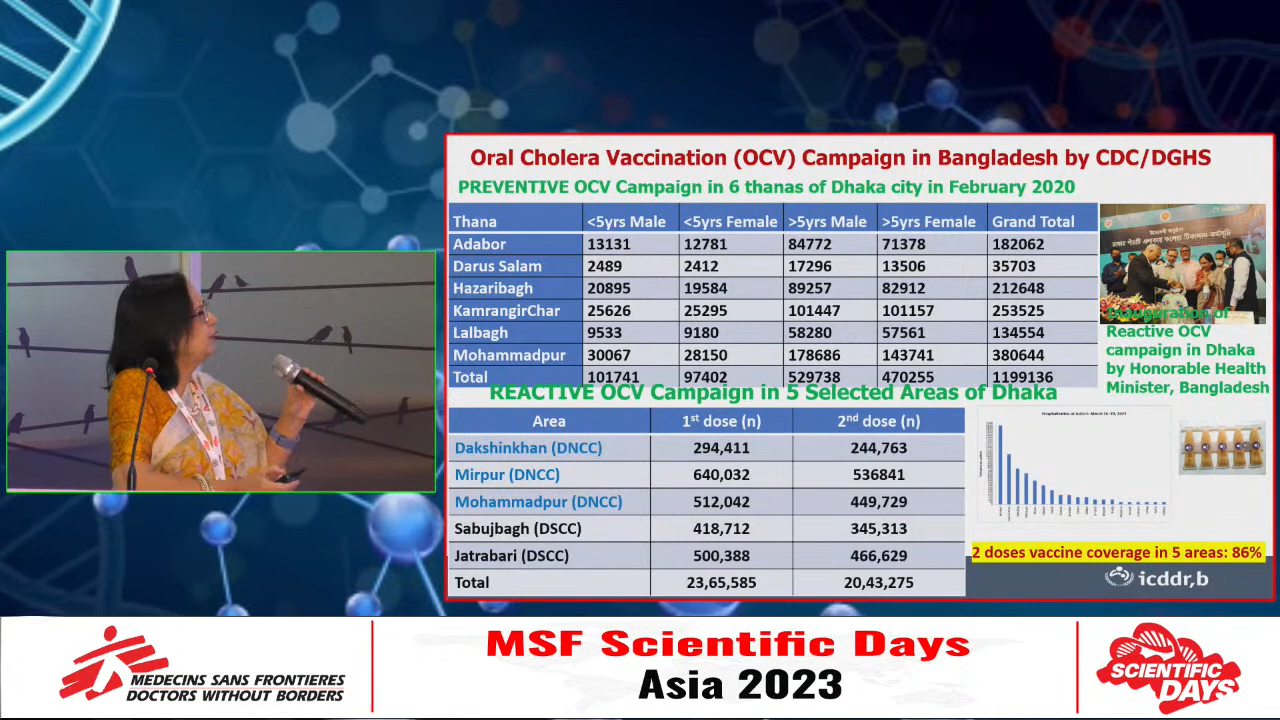 Oral Cholera Vaccination (OCV) Campaign in Bangladesh by CDC/DGHS
PREVENTIVE OCV Campaign in 6 thanas of Dhaka city in February 2020
Thana <5yrs Male <5yrs Female >5yrs Male >5yrs Female Grand Total
Adabor 13131 12781 84772 71378 182062
Darus Salam 2489 2412 17296 13506 35703
Hazaribagh 20895 19584 89257 82912 212648
KamrangirChar 25626 25295 101447 101157 253525
Lalbagh 9533 9180 58280 57561 134554
Mohammadpur 30067 28150 178686 143741 380644
Total 101741 97402 529738 470255 1199136
Inauguration of
Reactive OCV
campaign in Dhaka
by Honorable Health
Minister, Bangladesh
REACTIVE OCV Campaign in 5 Selected Areas of Dhaka
Area 1st dose (n) 2nd dose (n)
Dakshinkhan (DNCC) 294,411 244,763
Mirpur (DNCC) 640,032 536841
Mohammadpur (DNCC) 512,042 449,729
Sabujbagh (DSCC) 418,712 345,313
Jatrabari (DSCC) 500,388 466,629
Total 23,65,585 20,43,275
2 doses vaccine coverage in 5 areas: 86%
icddr,b
MEDECINS SANS FRONTIERES
DOCTORS WITHOUT BORDERS
MSF Scientific Days
Asia 2023
SCIENTIFIC
DAYS